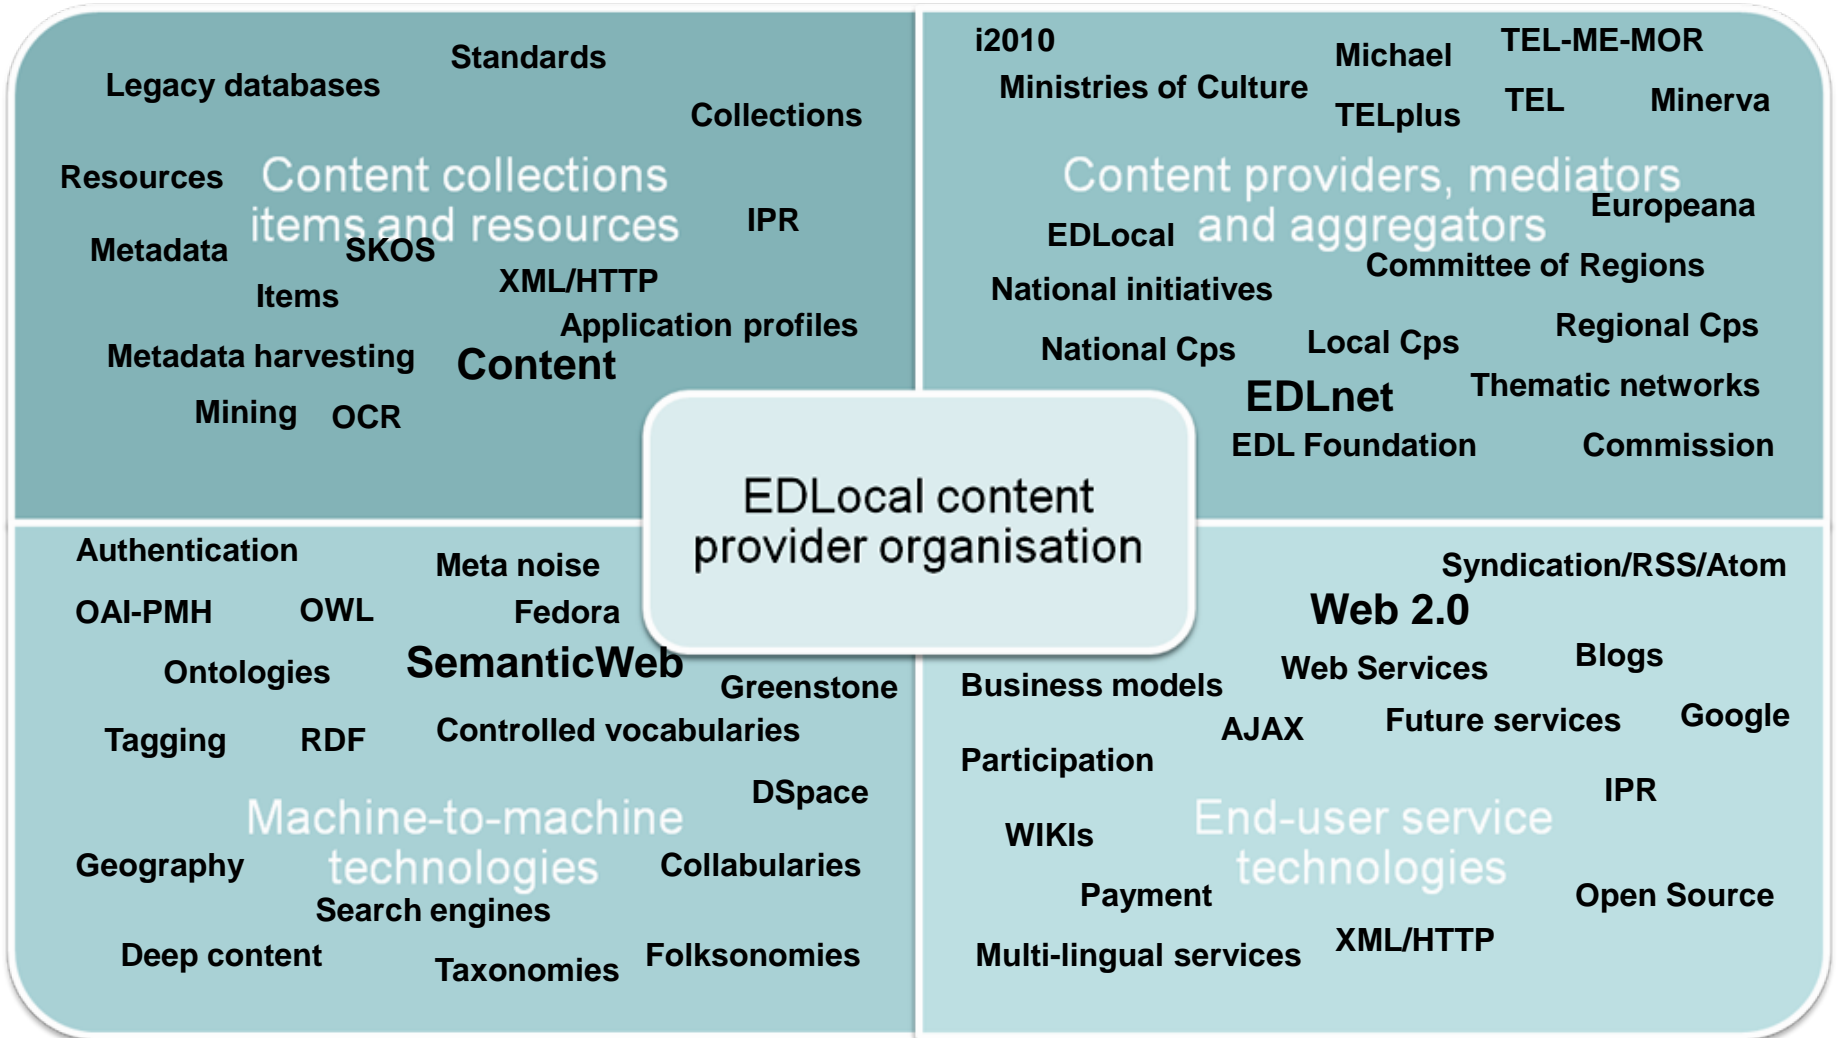 Standards
Legacy databases
Collections
Resources
Content collections
items and resources
IPR
Metadata
SKOS
XML/HTTP
Items
Application profiles
Metadata harvesting
Content
Mining
OCR
i2010
Michael
TEL-ME-MOR
Ministries of Culture
TELplus
TEL
Minerva
Content providers, mediators
and aggregators
Europeana
EDLocal
Committee of Regions
National initiatives
Regional Cps
National Cps
Local Cps
Thematic networks
EDLnet
EDL Foundation
Commission
EDLocal content
provider organisation
Authentication
Meta noise
OAI-PMH
OWL
Fedora
SemanticWeb
Ontologies
Greenstone
Tagging
RDF
Controlled vocabularies
DSpace
Machine-to-machine
technologies
Geography
Collabularies
Search engines
Deep content
Taxonomies
Folksonomies
Syndication/RSS/Atom
Web 2.0
Blogs
Web Services
Business models
AJAX
Future services
Google
Participation
IPR
End-user service
technologies
WIKIs
Payment
Open Source
XML/HTTP
Multi-lingual services